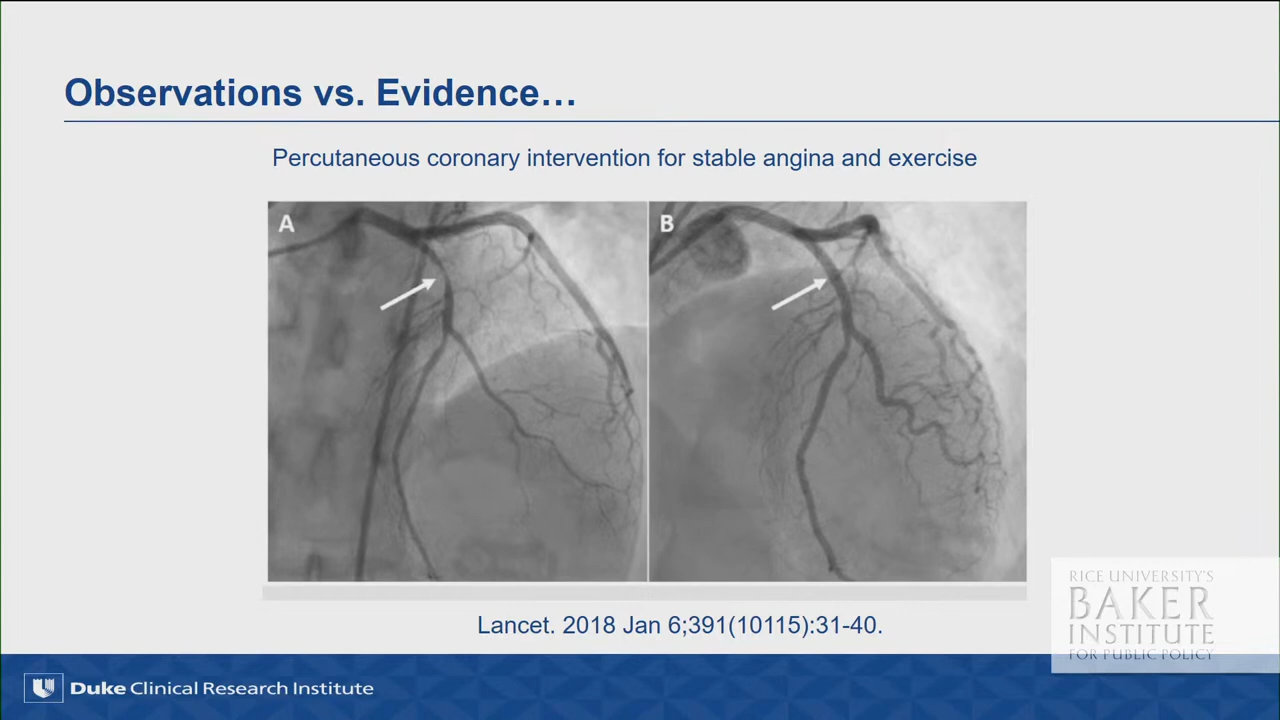 Observations vs. Evidence…
Percutaneous coronary intervention for stable angina and exercise
A
B
Lancet. 2018 Jan 6;391(10115):31-40.
RICE UNIVERSITY'S
BAKER
INSTITUTE
FOR PUBLIC POLICY
Duke Clinical Research Institute